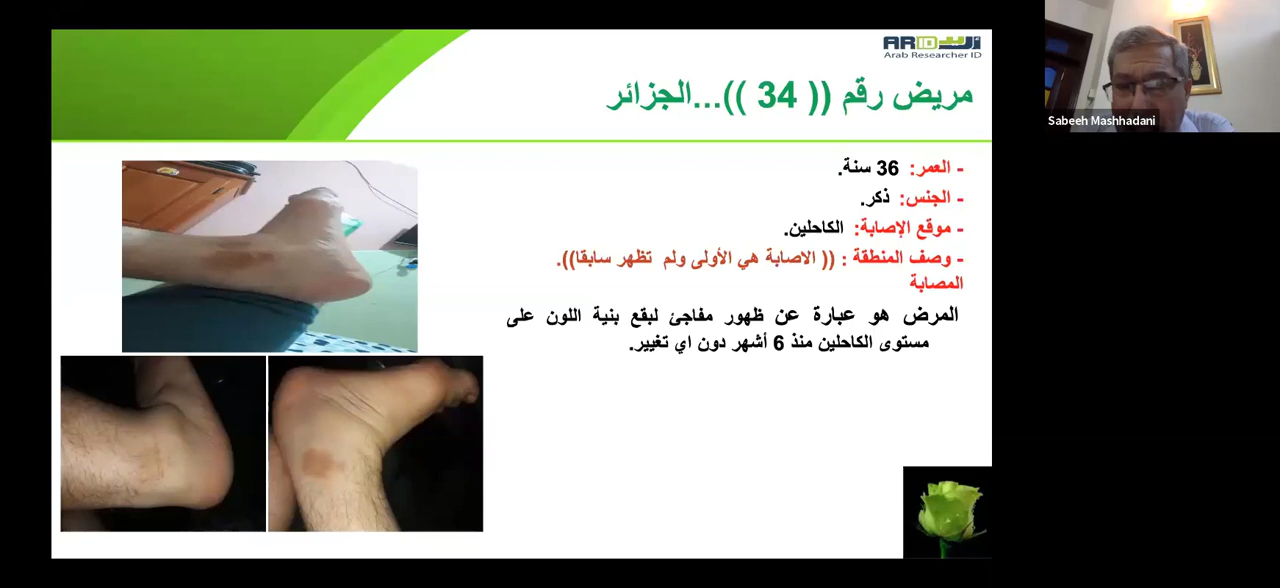 ARID أريد
Arab Researcher ID
مريض رقم (( 34 ))...الجزائر
- العمر: 36 سنة.
- الجنس: ذكر.
- موقع الإصابة: الكاحلين.
- وصف المنطقة : (( الاصابة هي الأولى ولم تظهر سابقا)).
المصابة
المرض هو عبارة عن ظهور مفاجئ لبقع بنية اللون على
مستوى الكاحلين منذ 6 أشهر دون اي تغيير.
Sabeeh Mashhadani